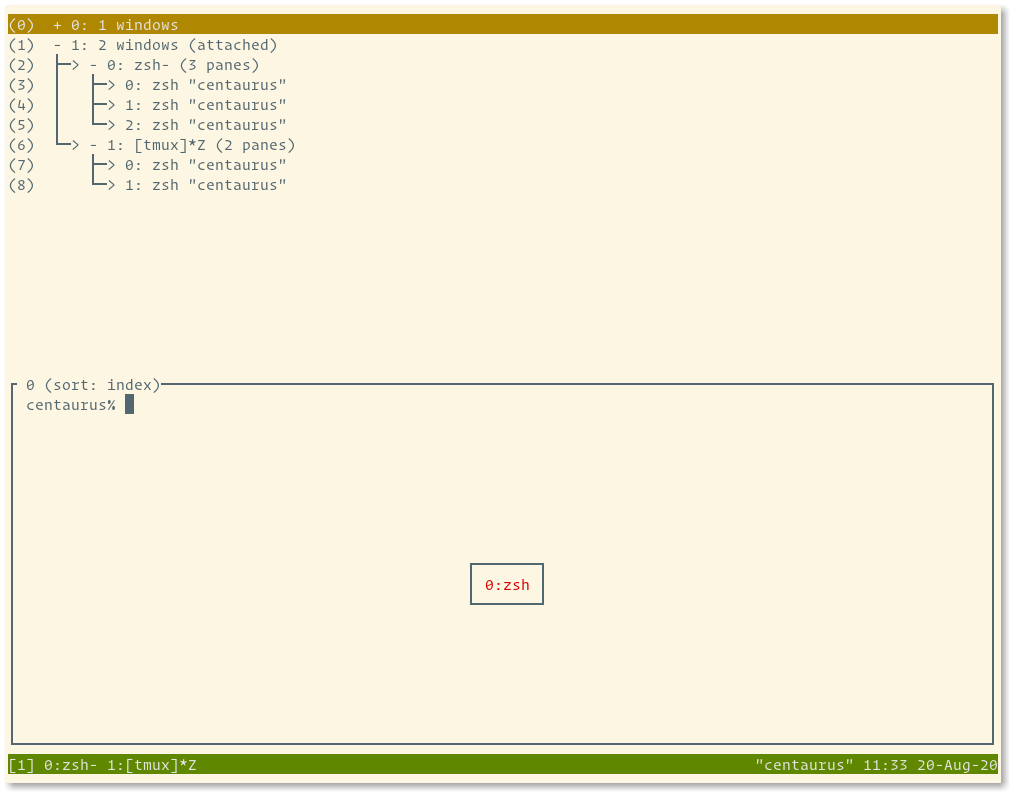 (0)  + 0: 1 windows
(1)  - 1: 2 windows (attached)
(2)  ├─> - 0: zsh- (3 panes)
(3)  │   ├─> 0: zsh "centaurus"
(4)  │   ├─> 1: zsh "centaurus"
(5)  │   └─> 2: zsh "centaurus"
(6)  └─> - 1: [tmux]*Z (2 panes)
(7)      ├─> 0: zsh "centaurus"
(8)      └─> 1: zsh "centaurus"
0 (sort: index)
centaurus%
0:zsh
[1] 0:zsh- 1:[tmux]*Z "centaurus" 11:33 20-Aug-20